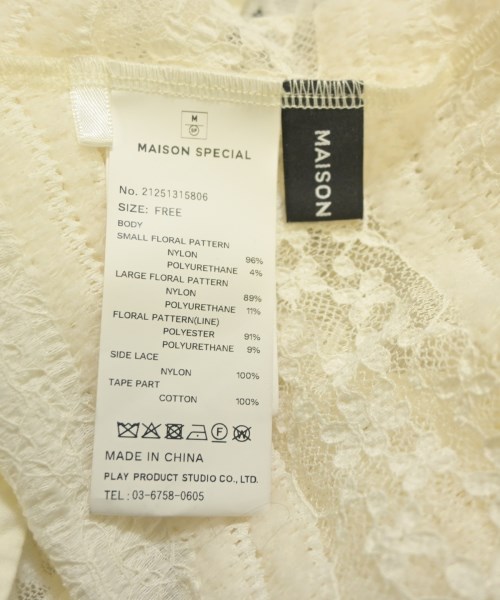 M
SP
MAISON SPECIAL
No. 21251315806
SIZE: FREE
BODY
SMALL FLORAL PATTERN
NYLON 96%
POLYURETHANE 4%
LARGE FLORAL PATTERN
NYLON 89%
POLYURETHANE 11%
FLORAL PATTERN(LINE)
POLYESTER 91%
POLYURETHANE 9%
SIDE LACE
NYLON 100%
TAPE PART
COTTON 100%
MADE IN CHINA
PLAY PRODUCT STUDIO CO., LTD.
TEL : 03-6758-0605
MAISON